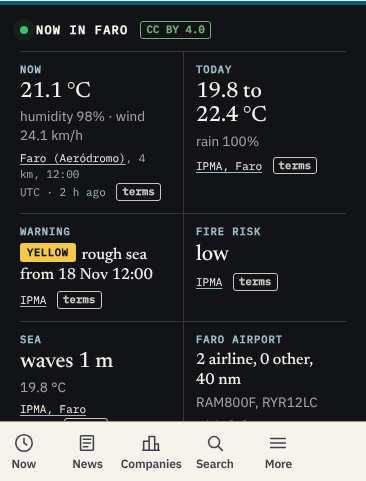 NOW IN FARO CC BY 4.0
NOW
21.1 °C
humidity 98% · wind
24.1 km/h
Faro (Aeródromo), 4
km, 12:00
UTC · 2 h ago terms
TODAY
19.8 to
22.4 °C
rain 100%
IPMA, Faro terms
WARNING
YELLOW rough sea
from 18 Nov 12:00
IPMA terms
FIRE RISK
low
IPMA terms
SEA
waves 1 m
19.8 °C
IPMA, Faro
FARO AIRPORT
2 airline, 0 other,
40 nm
RAM800F, RYR12LC
Now
News
Companies
Search
More